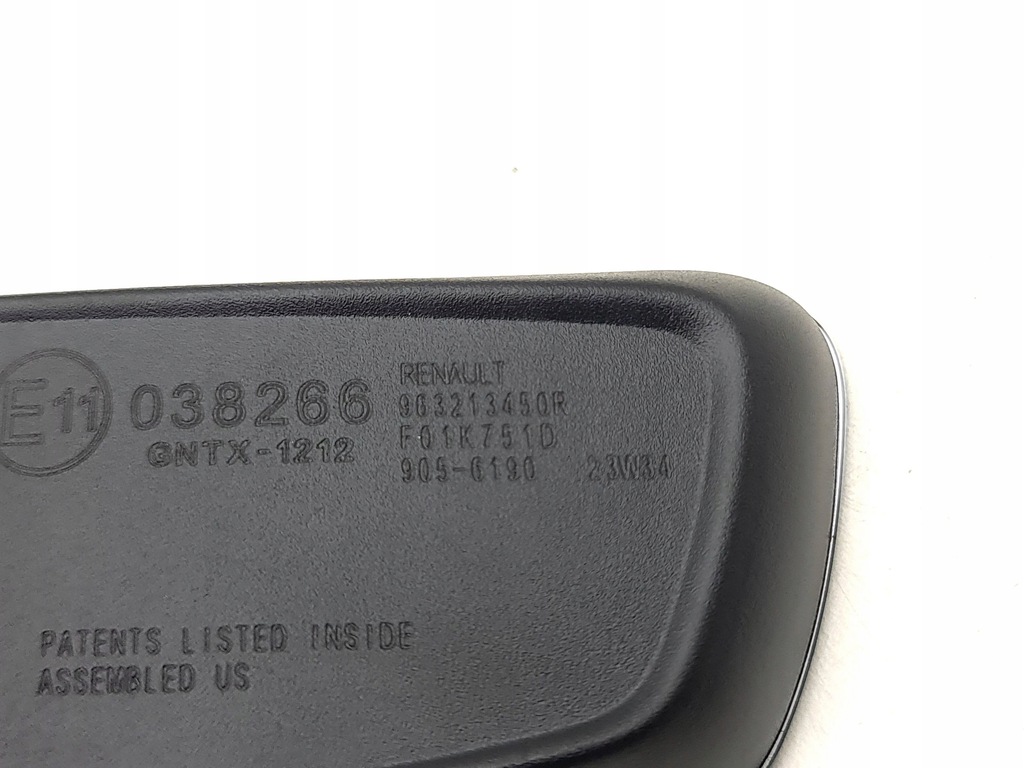 E11 038266
GNTX-1212
RENAULT
963213450R
F01K751D
905-6190 23W34
PATENTS LISTED INSIDE
ASSEMBLED US